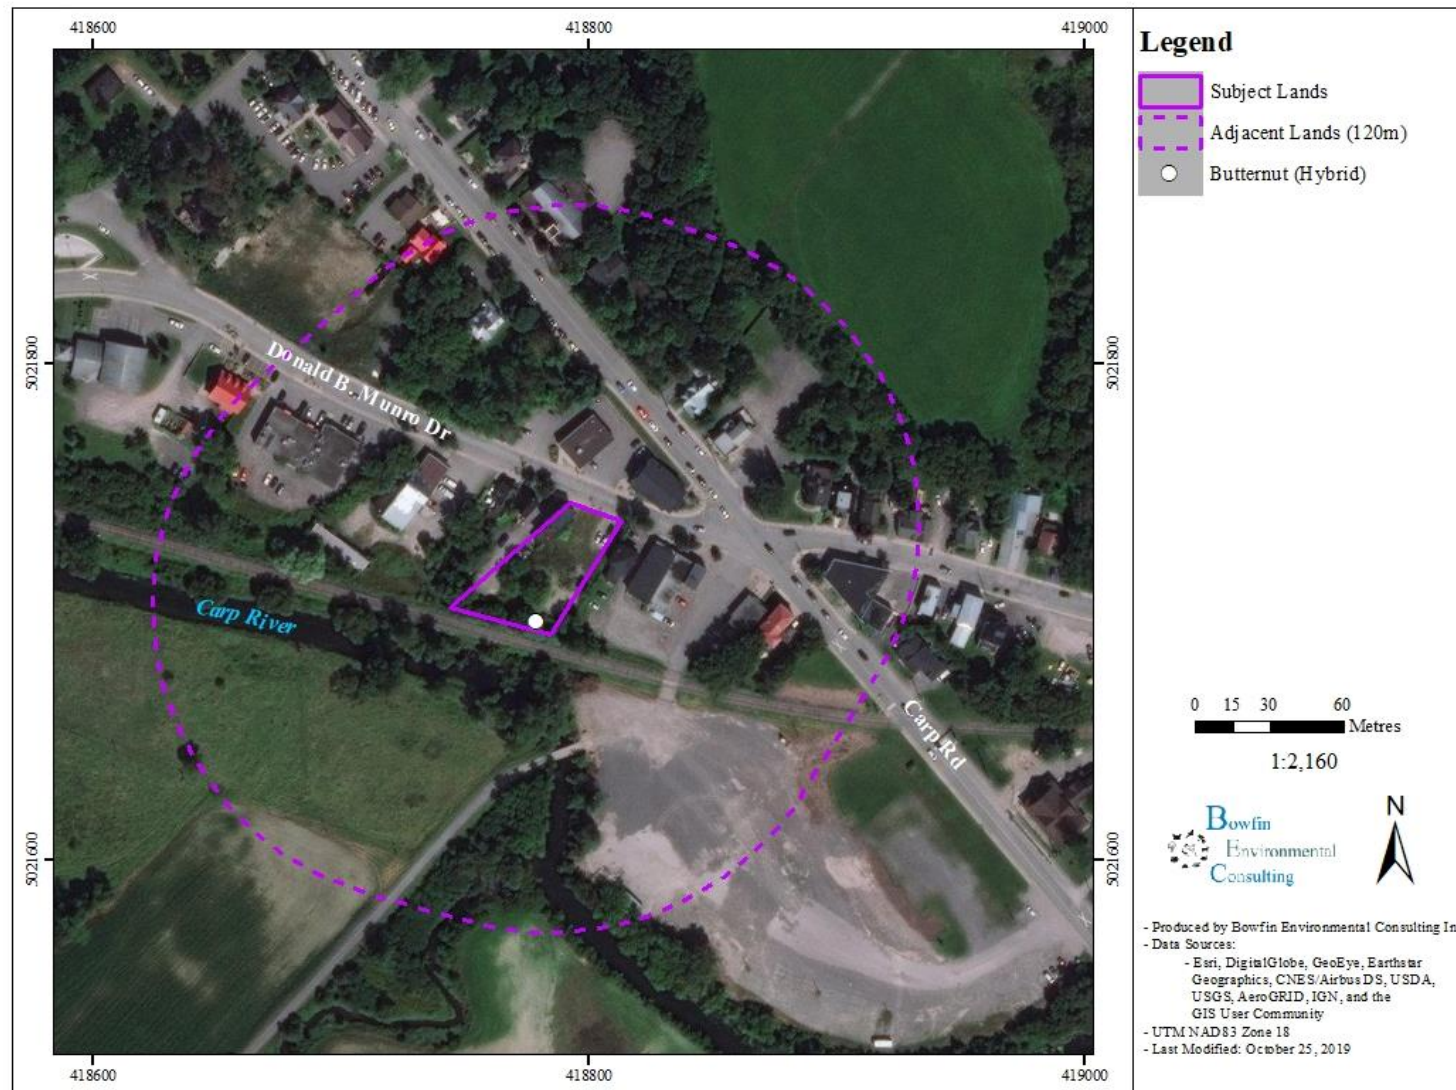 418600
418800
419000
5021800
5021800
5021600
5021600
Donald B. Munro Dr
Carp River
Carp Rd
418600
418800
419000
Legend
Subject Lands
Adjacent Lands (120m)
Butternut (Hybrid)
0 15 30 60
Metres
1:2,160
Bowfin
Environmental
Consulting
N
- Produced by Bowfin Environmental Consulting In
- Data Sources:
- Esri, DigitalGlobe, GeoEye, Earthstar
Geographics, CNES/Airbus DS, USDA,
USGS, AeroGRID, IGN, and the
GIS User Community
- UTM NAD83 Zone 18
- Last Modified: October 25, 2019